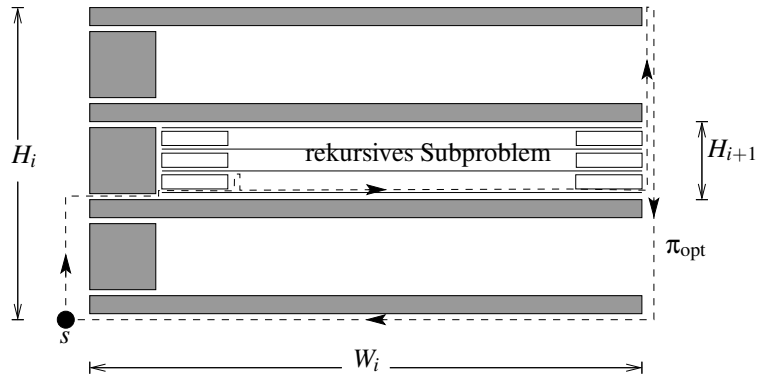 H_i
rekursives Subproblem
H_{i+1}
π_opt
s
W_i